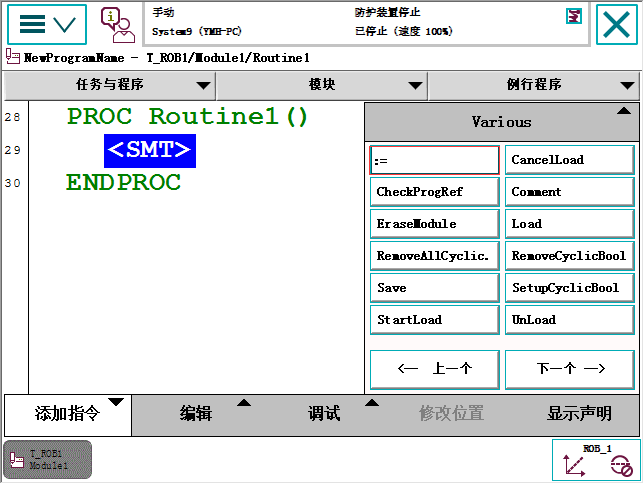 手动
防护装置停止
System9 (YMH-PC)
已停止 (速度 100%)
NewProgramName - T_ROB1/Module1/Routine1
任务与程序
模块
例行程序
28 PROC Routine1()
29 <SMT>
30 ENDPROC
Various
:=
CancelLoad
CheckProgRef
Comment
EraseModule
Load
RemoveAllCyclic.
RemoveCyclicBool
Save
SetupCyclicBool
StartLoad
UnLoad
<— 上一个
下一个 —>
添加指令
编辑
调试
修改位置
显示声明
T_ROB1
Module1
ROB_1